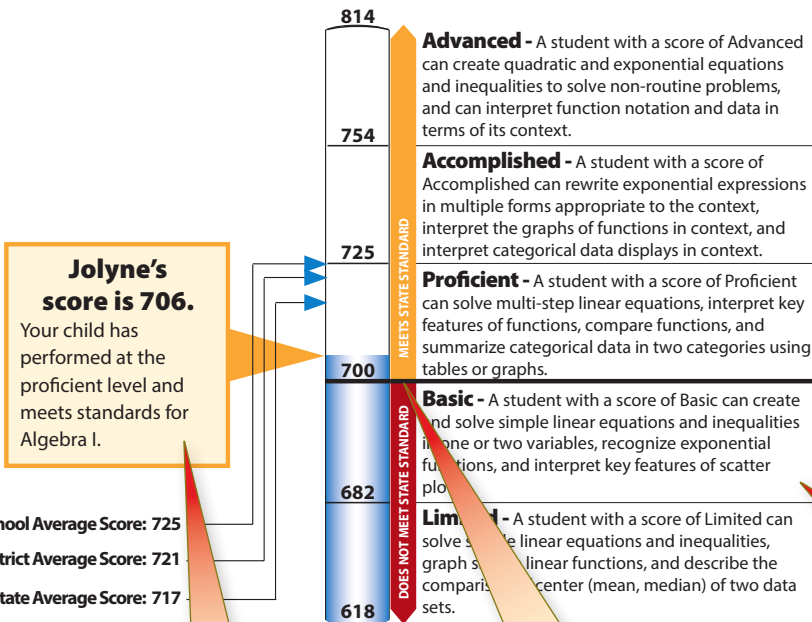 814
Advanced - A student with a score of Advanced
can create quadratic and exponential equations
and inequalities to solve non-routine problems,
and can interpret function notation and data in
terms of its context.
754
Accomplished - A student with a score of
Accomplished can rewrite exponential expressions
in multiple forms appropriate to the context,
interpret the graphs of functions in context, and
interpret categorical data displays in context.
725
Proficient - A student with a score of Proficient
can solve multi-step linear equations, interpret key
features of functions, compare functions, and
summarize categorical data in two categories using
tables or graphs.
MEETS STATE STANDARD
Jolyne’s
score is 706.
Your child has
performed at the
proficient level and
meets standards for
Algebra I.
700
Basic - A student with a score of Basic can create
and solve simple linear equations and inequalities
in one or two variables, recognize exponential
functions, and interpret key features of scatter
682
DOES NOT MEET STATE STANDARD
Limited - A student with a score of Limited can
solve linear equations and inequalities,
graph linear functions, and describe the
center (mean, median) of two data
sets.
618
Average Score: 725
Average Score: 721
Average Score: 717